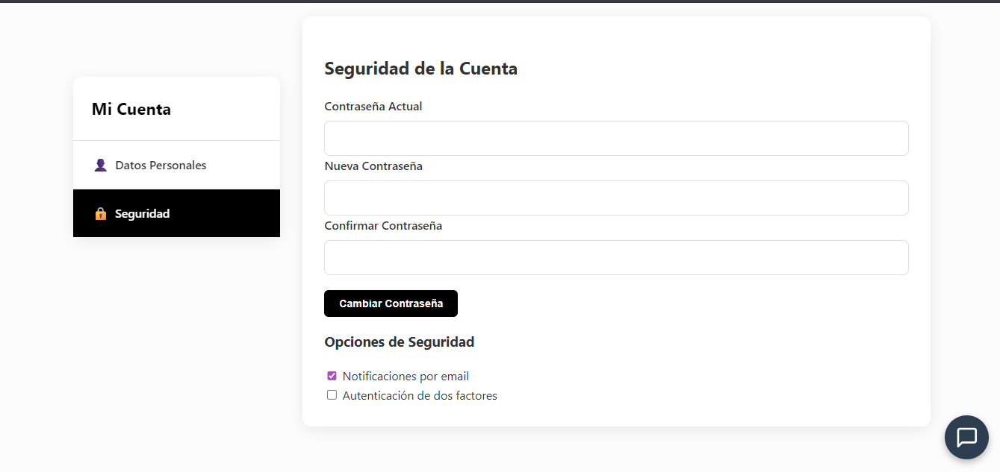 Mi Cuenta
Datos Personales
Seguridad
Seguridad de la Cuenta
Contraseña Actual
Nueva Contraseña
Confirmar Contraseña
Cambiar Contraseña
Opciones de Seguridad
Notificaciones por email
Autenticación de dos factores